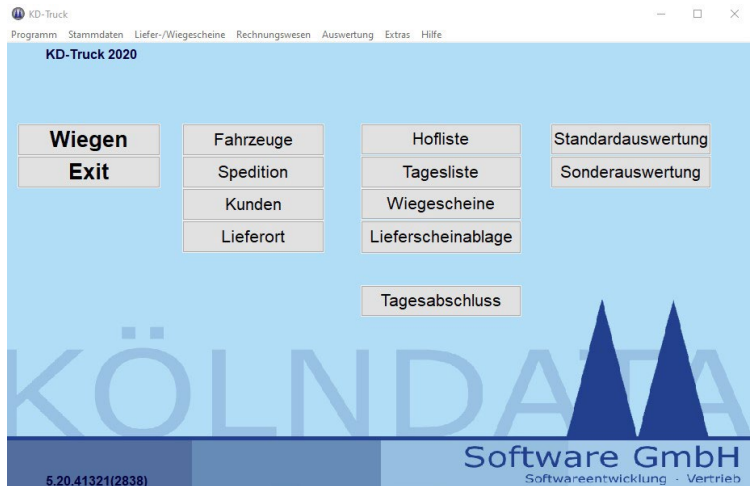 KD-Truck
Programm Stammdaten Liefer-/Wiegescheine Rechnungswesen Auswertung Extras Hilfe
KD-Truck 2020
Wiegen Fahrzeuge Hofliste Standardauswertung
Exit Spedition Tagesliste Sonderauswertung
Kunden Wiegescheine
Lieferort Lieferscheinablage
Tagesabschluss
KÖLNDATA
Software GmbH
5.20.41321(2838) Softwareentwicklung · Vertrieb